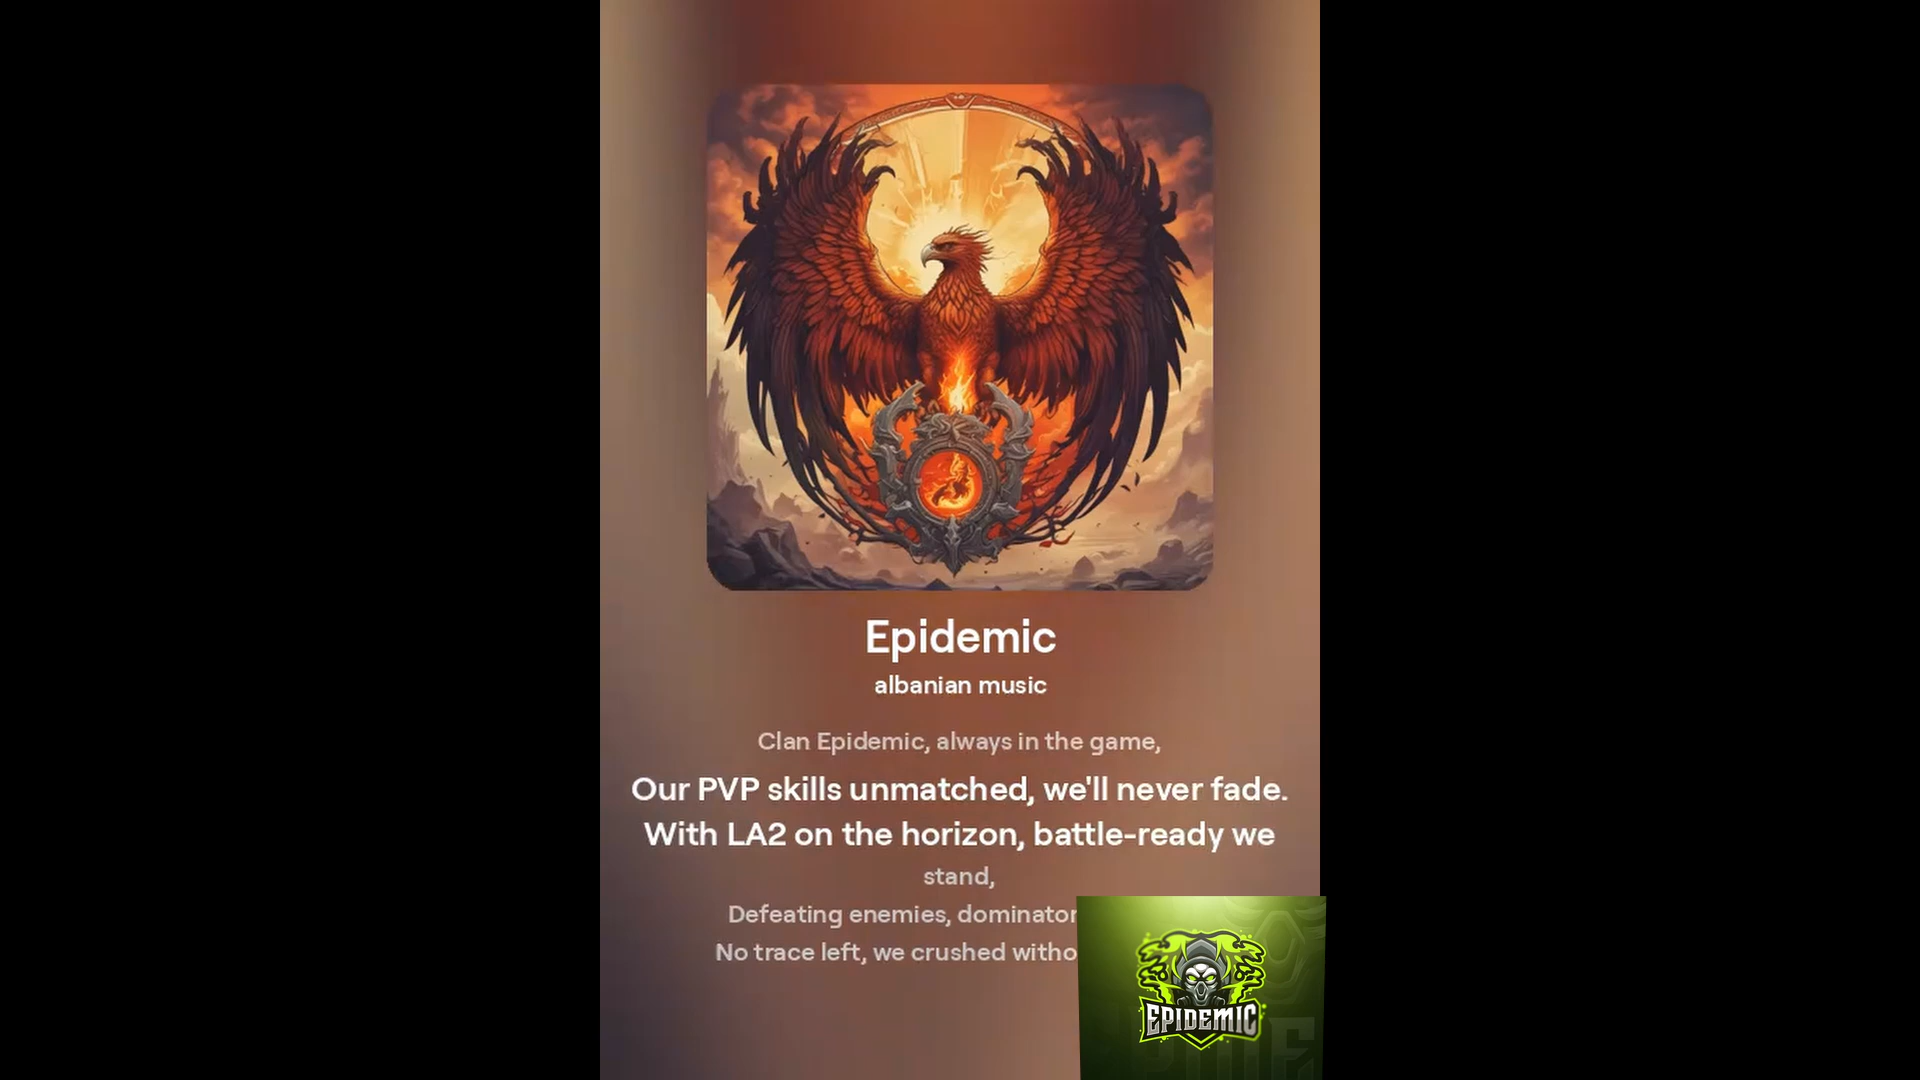 Epidemic
albanian music
Clan Epidemic, always in the game,
Our PVP skills unmatched, we'll never fade.
With LA2 on the horizon, battle-ready we
stand,
Defeating enemies, dominator
No trace left, we crushed witho
EPIDEMIC